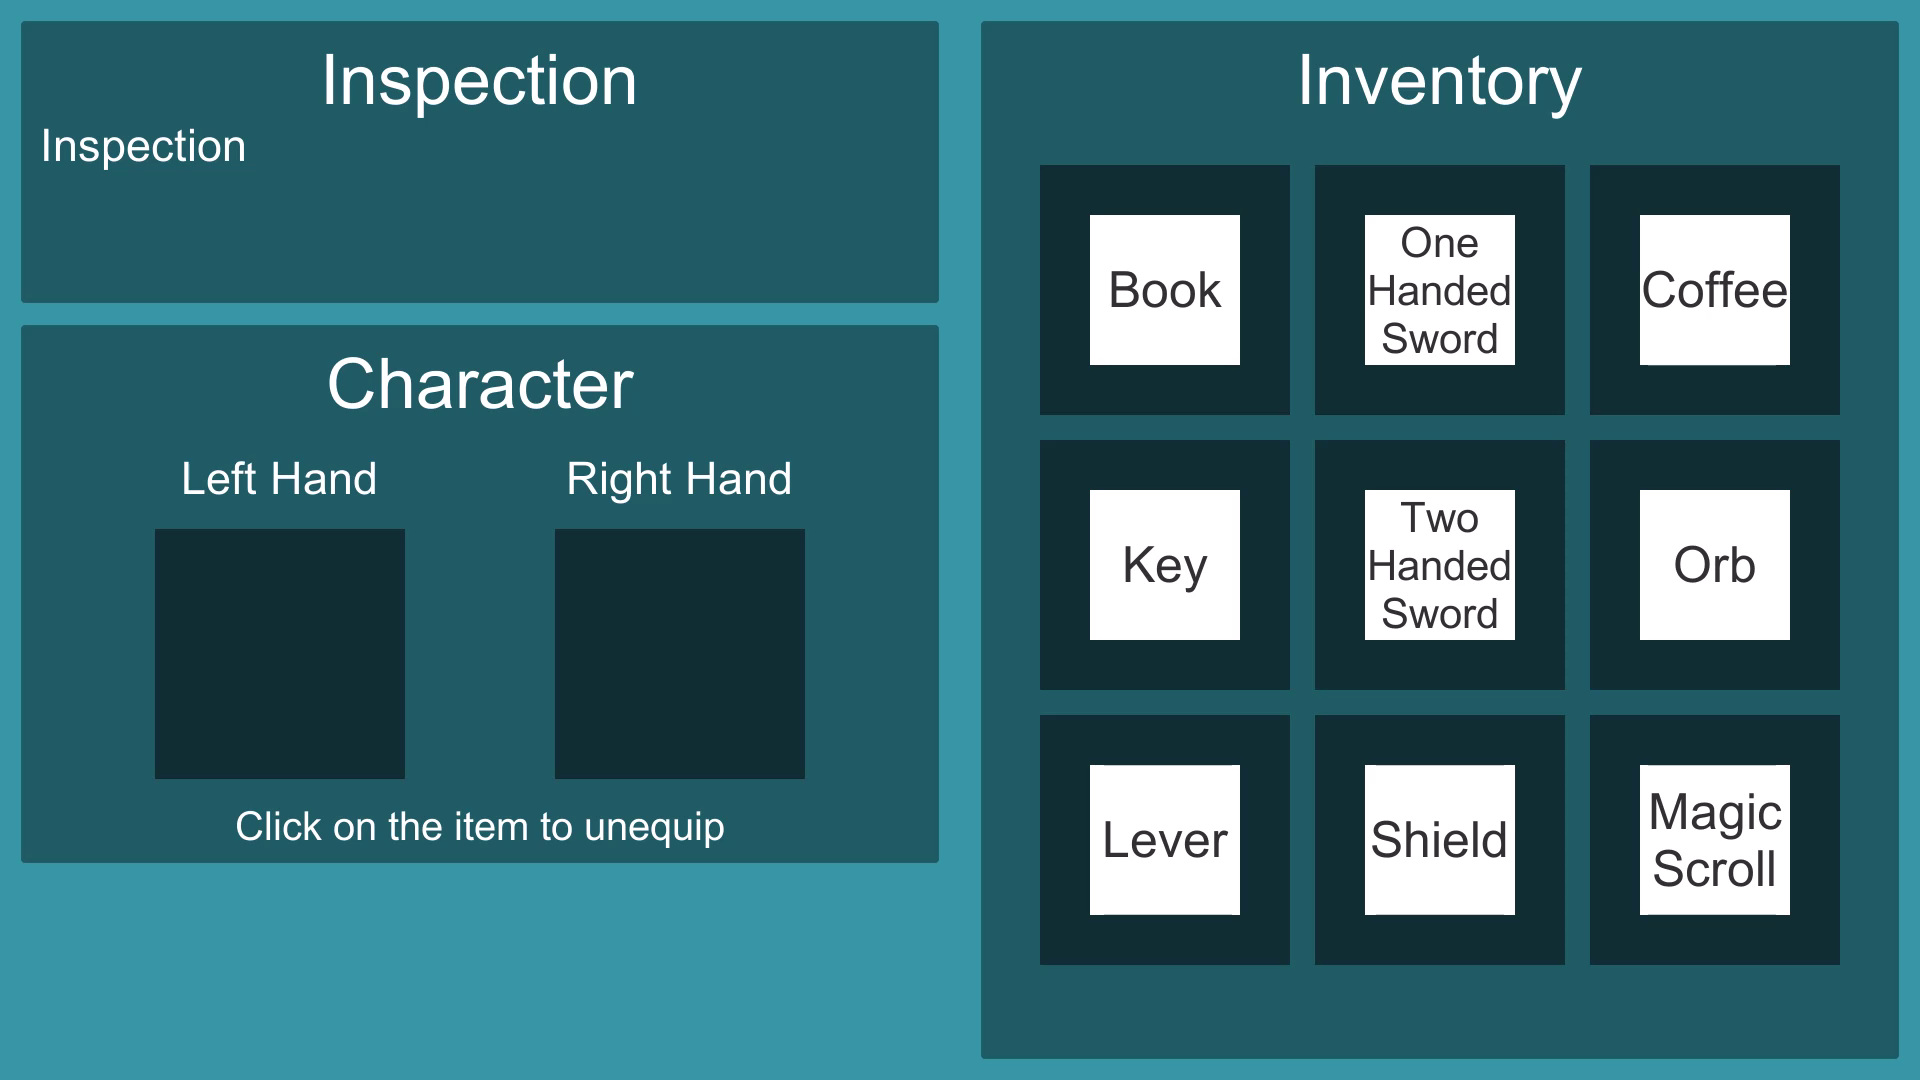 Inspection
Inspection
Character
Left Hand
Right Hand
Click on the item to unequip
Inventory
Book
One
Handed
Sword
Coffee
Key
Two
Handed
Sword
Orb
Lever
Shield
Magic
Scroll